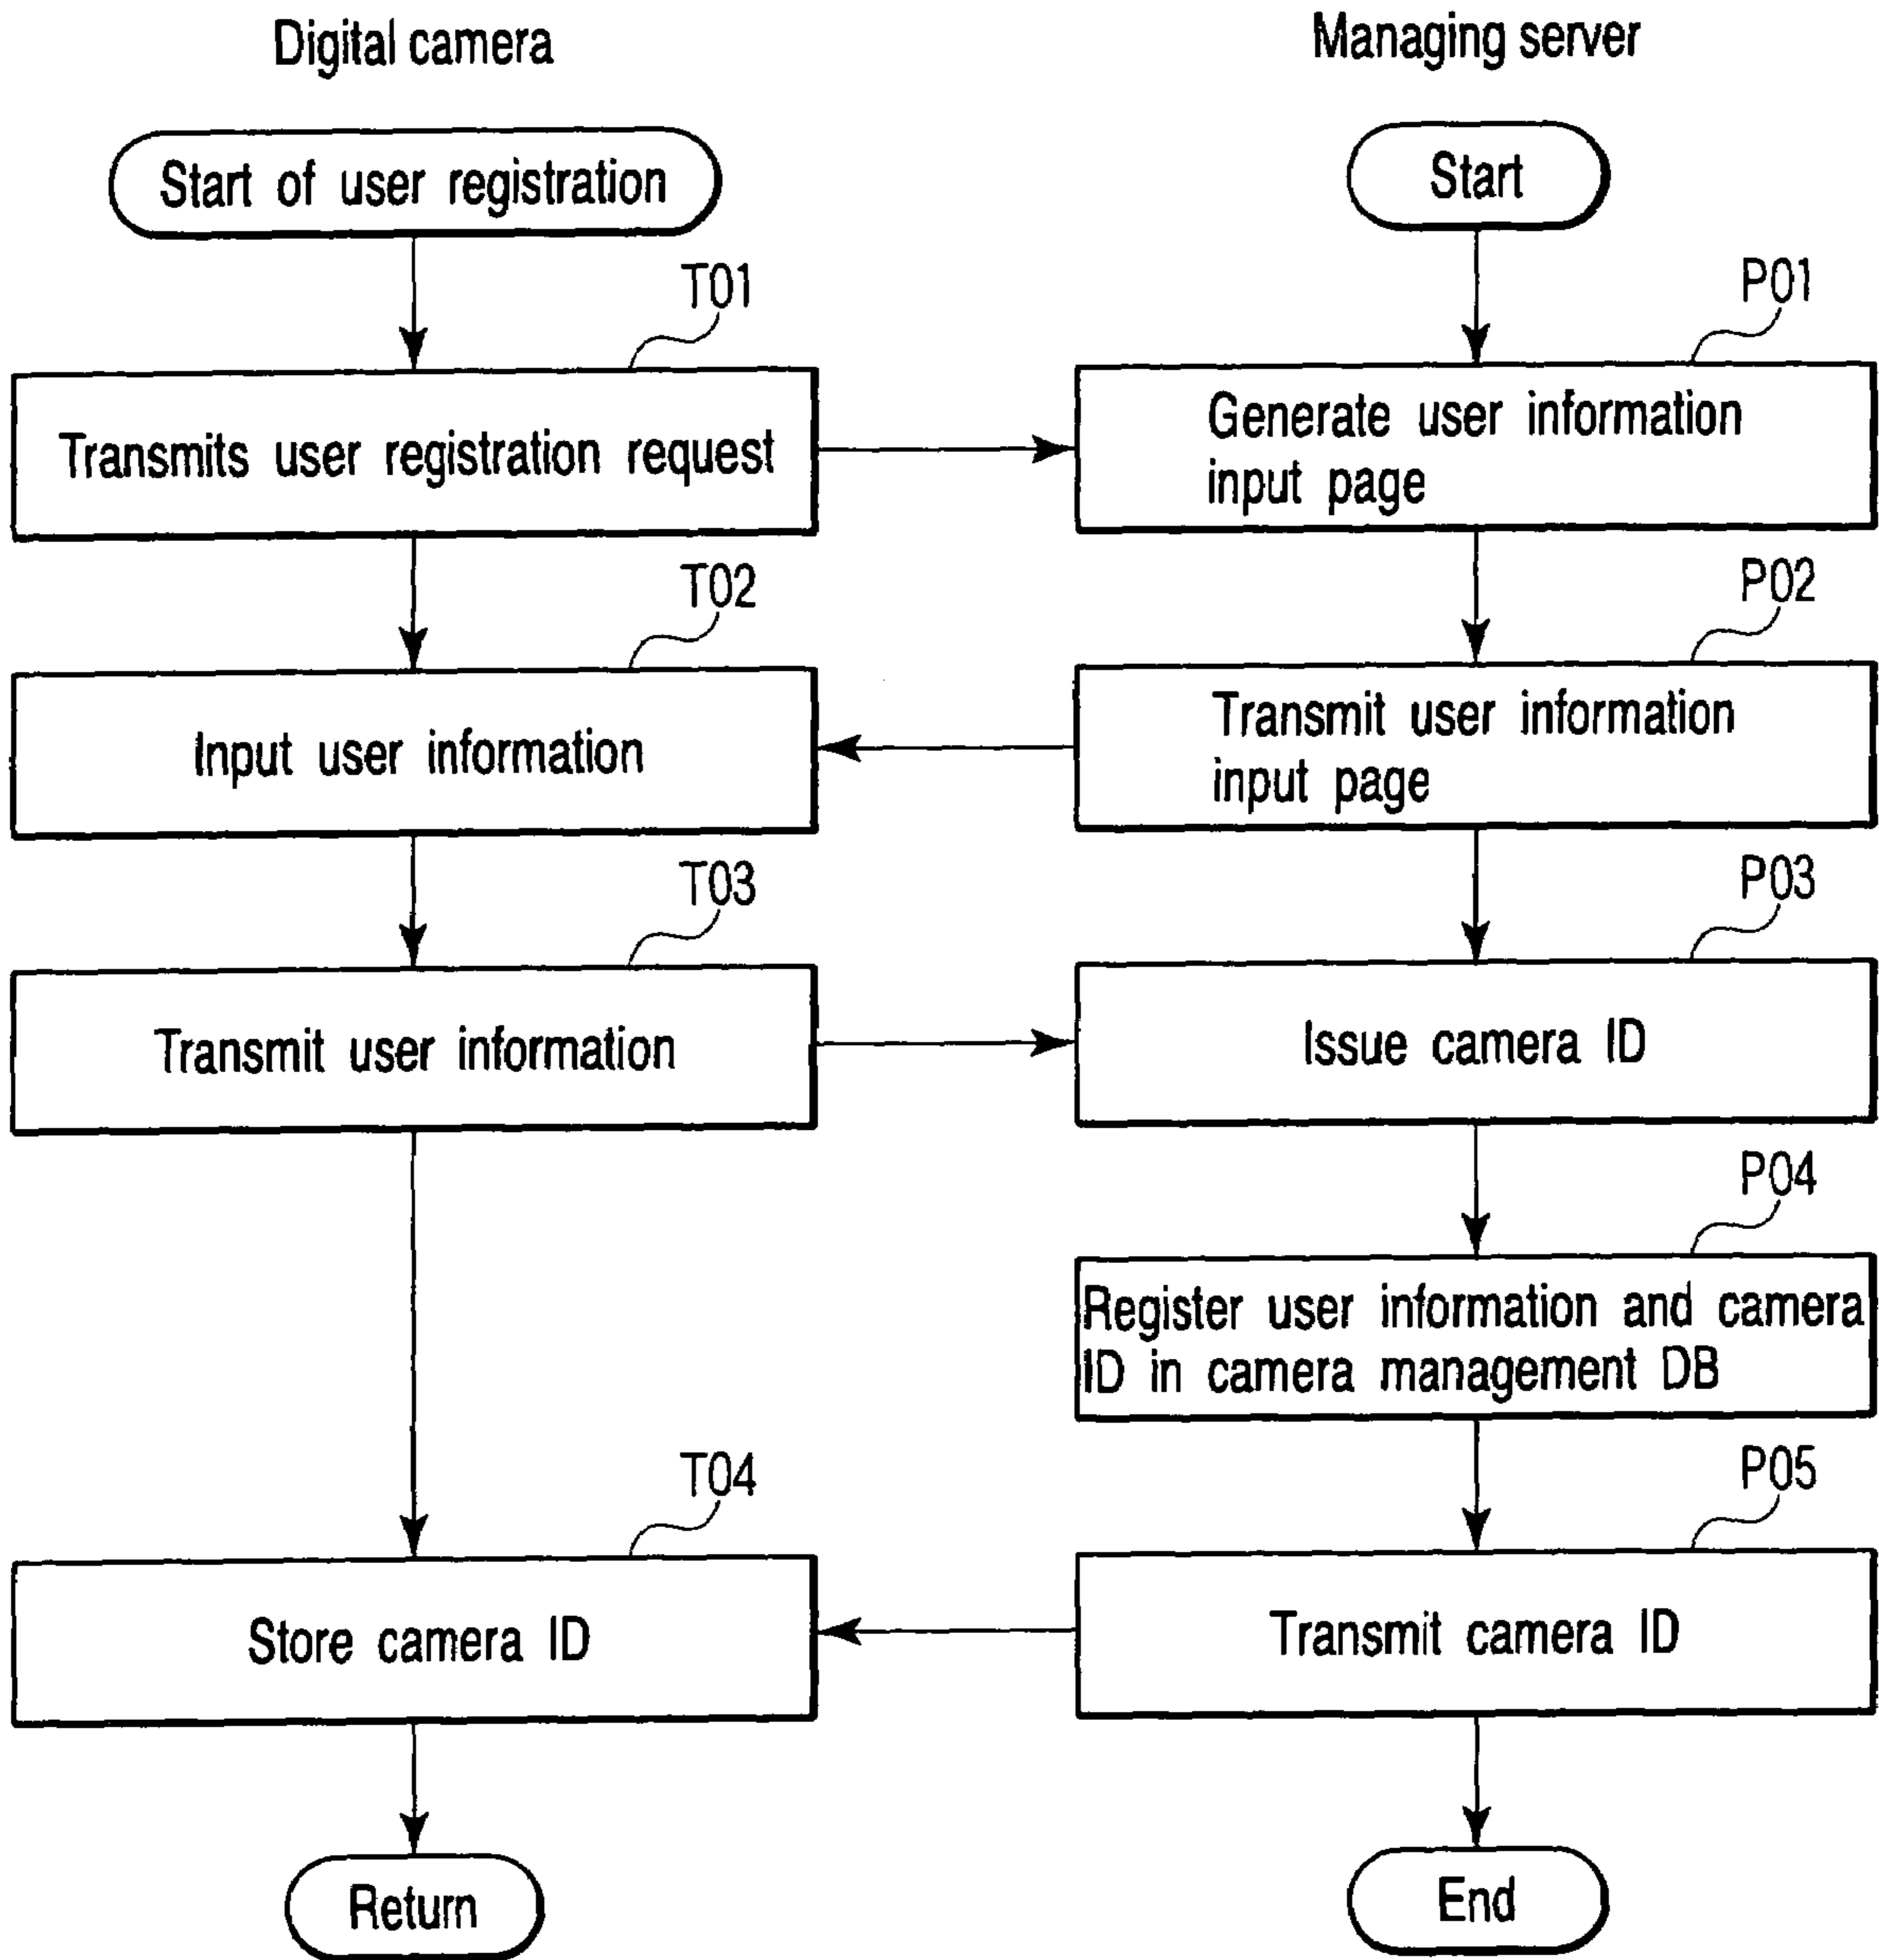 Digital camera
Managing server
Start of user registration
Start
T01
P01
Transmits user registration request
Generate user information
input page
T02
P02
Input user information
Transmit user information
input page
T03
P03
Transmit user information
Issue camera ID
P04
Register user information and camera
ID in camera management DB
T04
P05
Store camera ID
Transmit camera ID
Return
End